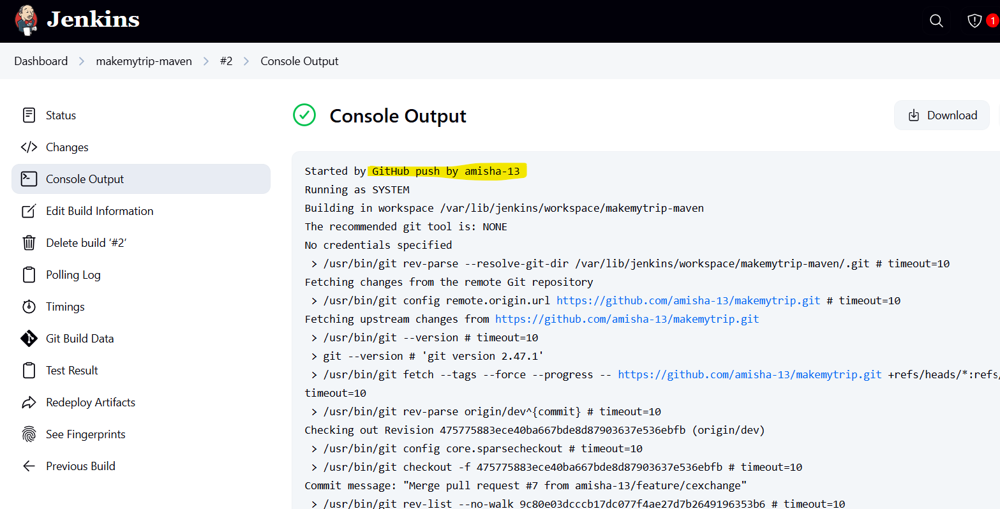 Jenkins
1
Dashboard > makemytrip-maven > #2 > Console Output
Status
Changes
Console Output
Edit Build Information
Delete build ‘#2’
Polling Log
Timings
Git Build Data
Test Result
Redeploy Artifacts
See Fingerprints
Previous Build
Console Output
Download
Started by GitHub push by amisha-13
Running as SYSTEM
Building in workspace /var/lib/jenkins/workspace/makemytrip-maven
The recommended git tool is: NONE
No credentials specified
> /usr/bin/git rev-parse --resolve-git-dir /var/lib/jenkins/workspace/makemytrip-maven/.git # timeout=10
Fetching changes from the remote Git repository
> /usr/bin/git config remote.origin.url https://github.com/amisha-13/makemytrip.git # timeout=10
Fetching upstream changes from https://github.com/amisha-13/makemytrip.git
> /usr/bin/git --version # timeout=10
> git --version # 'git version 2.47.1'
> /usr/bin/git fetch --tags --force --progress -- https://github.com/amisha-13/makemytrip.git +refs/heads/*:refs/
timeout=10
> /usr/bin/git rev-parse origin/dev^{commit} # timeout=10
Checking out Revision 475775883ece40ba667bde8d87903637e536ebfb (origin/dev)
> /usr/bin/git config core.sparsecheckout # timeout=10
> /usr/bin/git checkout -f 475775883ece40ba667bde8d87903637e536ebfb # timeout=10
Commit message: "Merge pull request #7 from amisha-13/feature/cexchange"
> /usr/bin/git rev-list --no-walk 9c80e03dcccb17dc077f4ae27d7b2649196353b6 # timeout=10